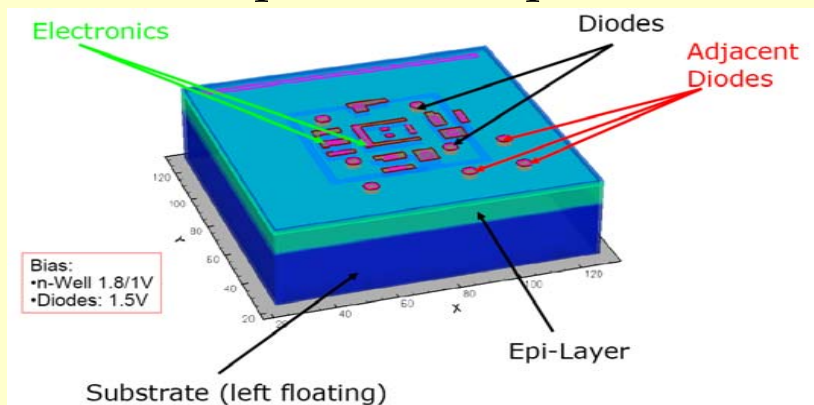 Electronics
Diodes
Adjacent
Diodes
120
100
80
60
40
20
Y
20
40
60
80
100
120
X
Bias:
•n-Well 1.8/1V
•Diodes: 1.5V
Epi-Layer
Substrate (left floating)